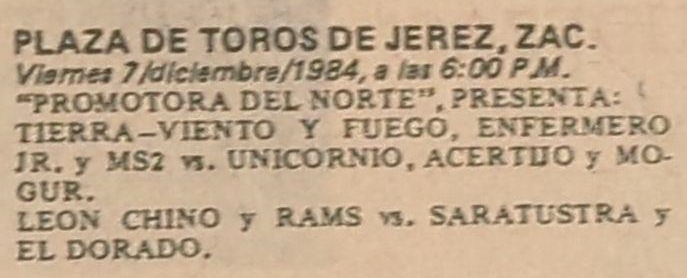 PLAZA DE TOROS DE JEREZ, ZAC.
Viernes 7/diciembre/1984, a las 6:00 P.M.
“PROMOTORA DEL NORTE”, PRESENTA:
TIERRA-VIENTO Y FUEGO, ENFERMERO
JR. y MS2 vs. UNICORNIO, ACERTIJO y MO-
GUR.
LEON CHINO y RAMS vs. SARATUSTRA y
EL DORADO.